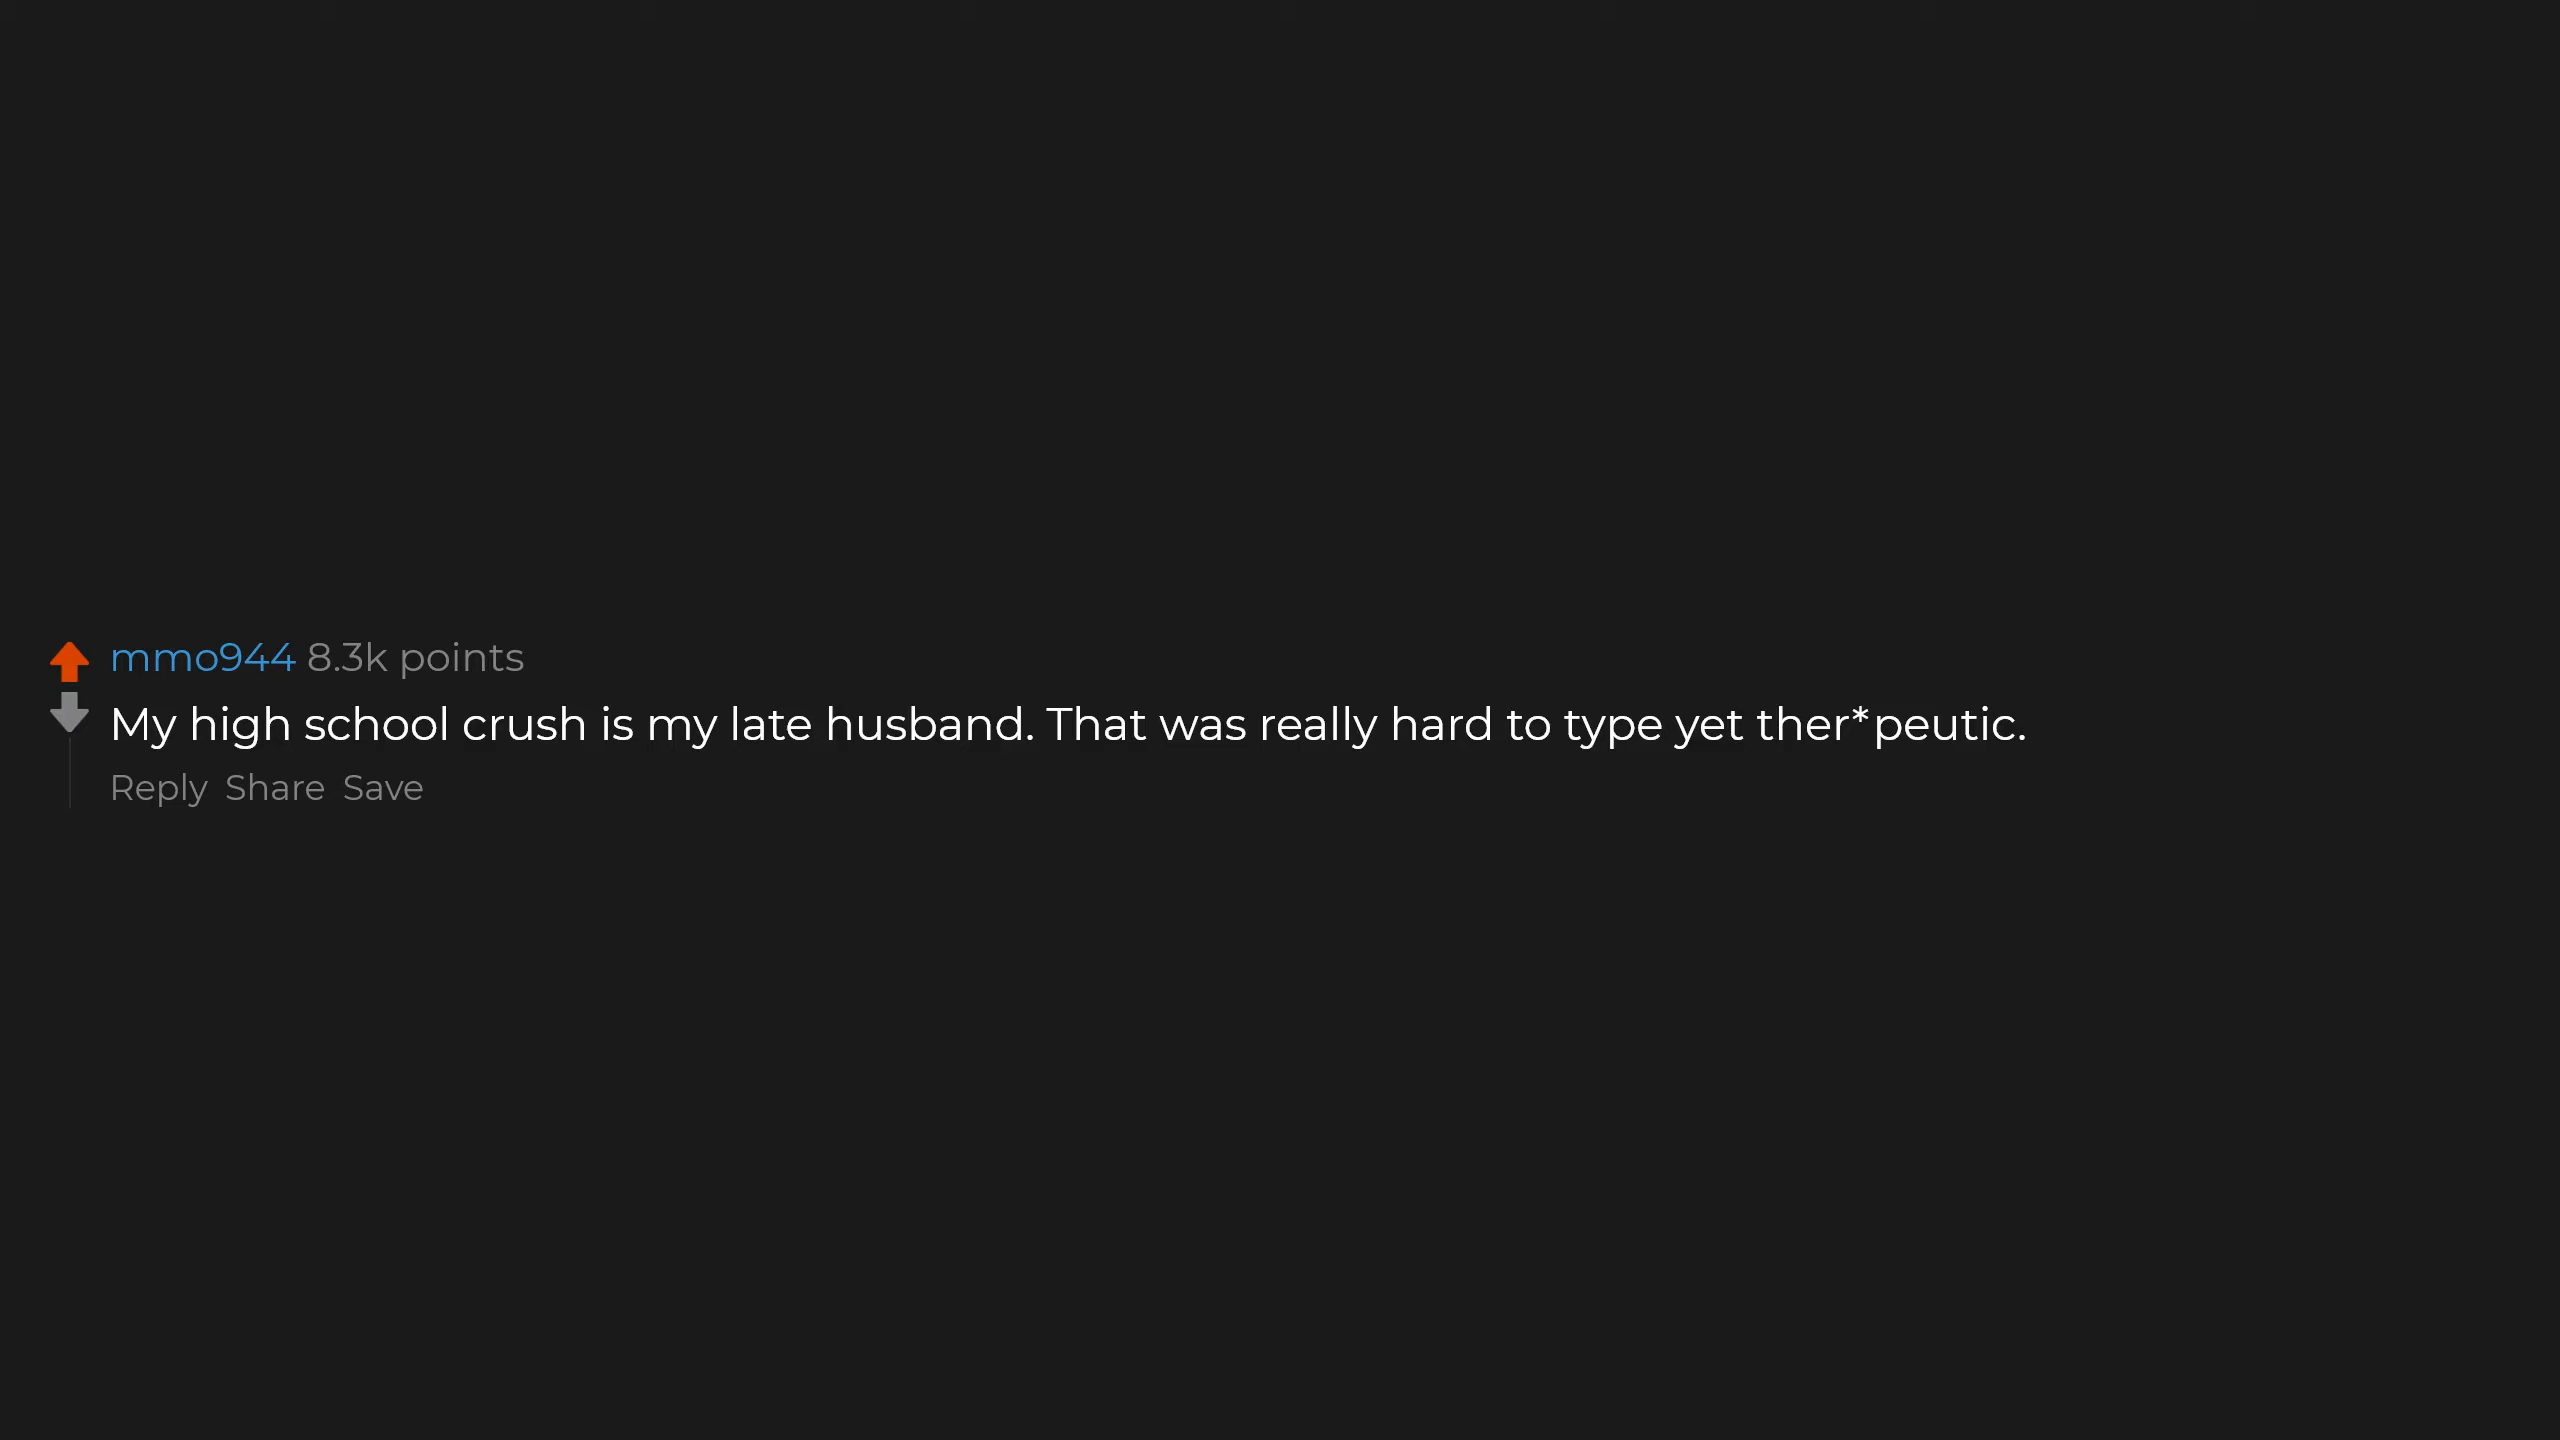 mmo944 8.3k points
My high school crush is my late husband. That was really hard to type yet ther*peutic.
Reply Share Save